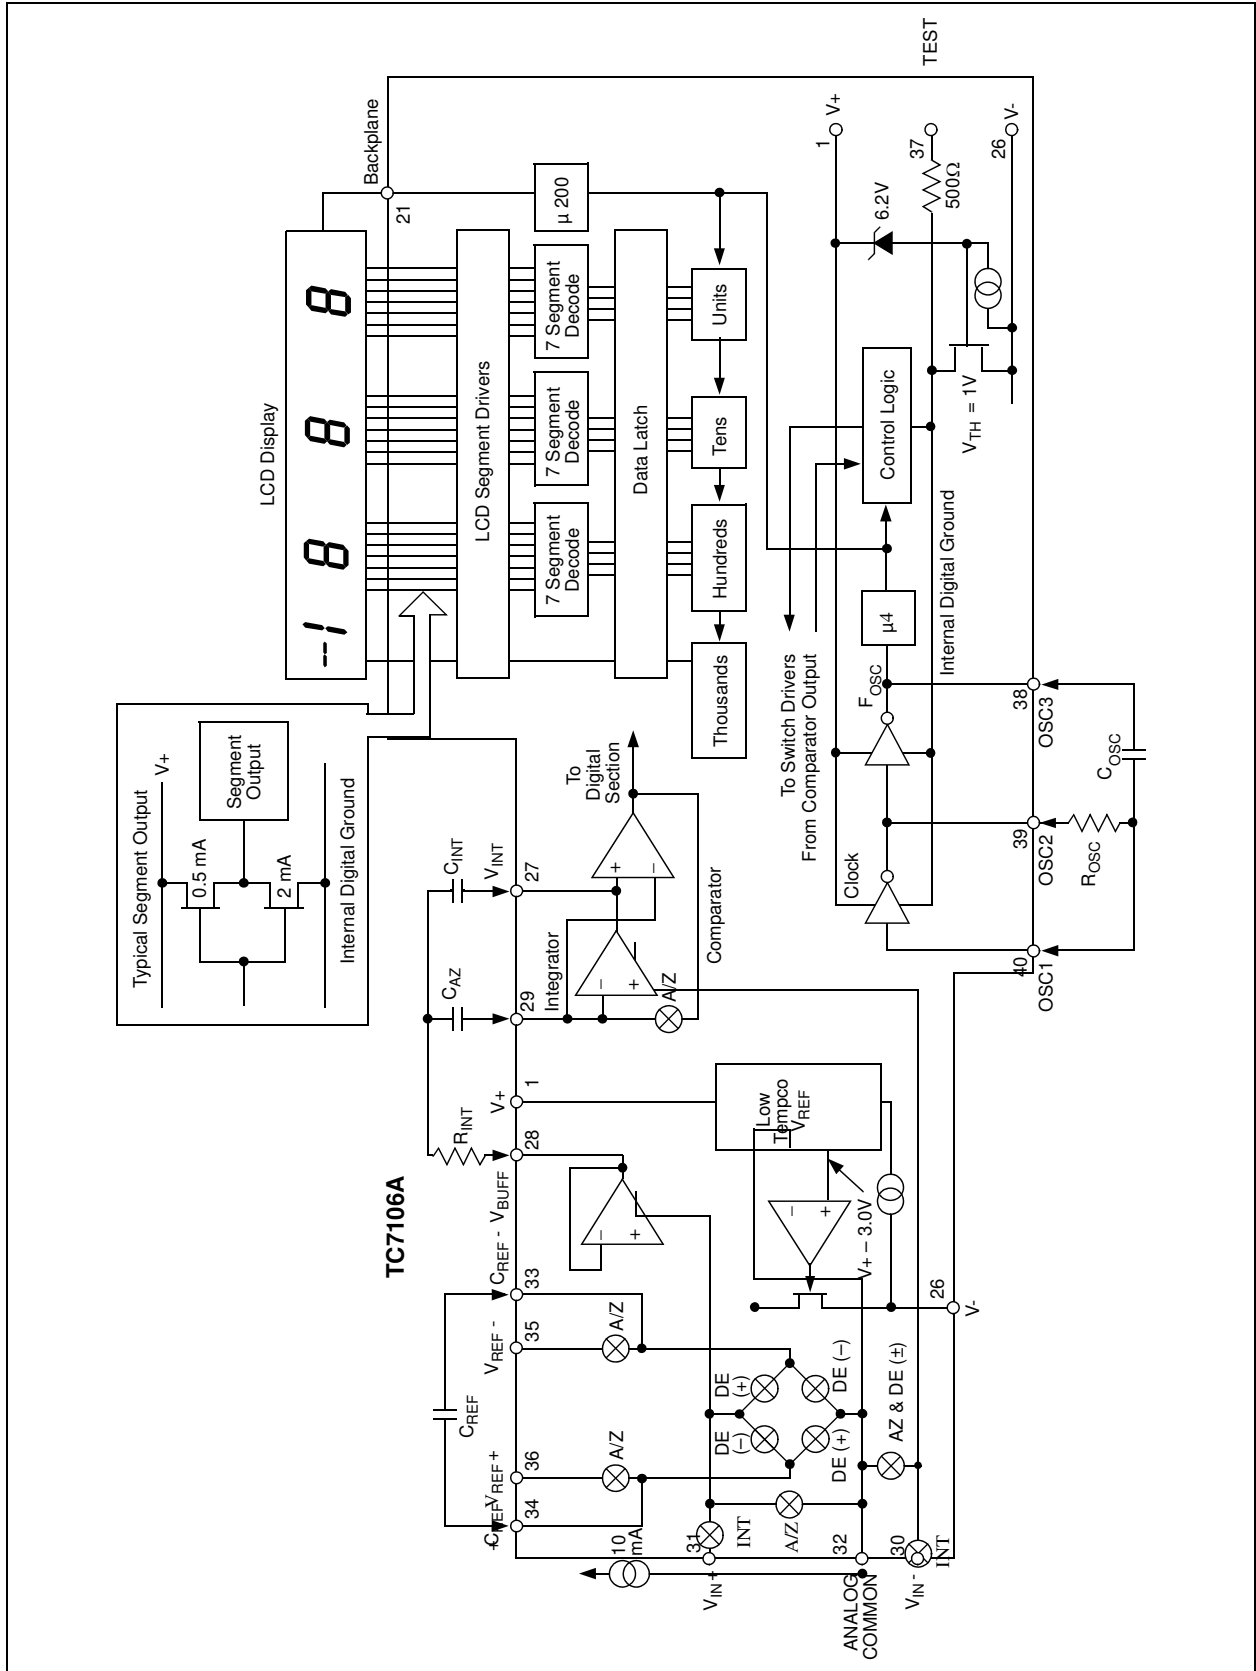 TC7106A
Typical Segment Output
V+
0.5 mA
2 mA
Segment
Output
Internal Digital Ground
LCD Display
Backplane
21
LCD Segment Drivers
7 Segment
Decode
7 Segment
Decode
7 Segment
Decode
µ 200
Data Latch
Thousands
Hundreds
Tens
Units
To Switch Drivers
From Comparator Output
Clock
FOSC
µ4
Control Logic
Internal Digital Ground
VTH = 1V
6.2V
500Ω
1
V+
37
TEST
26
V-
40
OSC1
39
OSC2
38
OSC3
ROSC
COSC
CREF
RINT
CAZ
CINT
CREF
+
34
VREF +
36
VREF -
35
CREF -
33
VBUFF
28
V+
1
29
VINT
27
Integrator
Comparator
To
Digital
Section
– +
– +
+ –
A/Z
A/Z
A/Z
A/Z
DE
(–)
DE
(+)
DE (+)
DE (–)
AZ & DE (±)
Low
Tempco
VREF
– +
V+ – 3.0V
26
V-
10
mA
31
INT
VIN +
32
ANALOG
COMMON
30
INT
VIN -